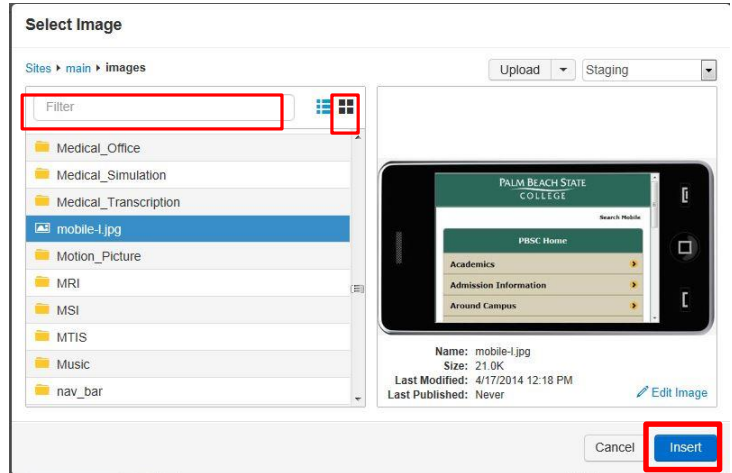 Select Image
Sites ▸ main ▸ images
Upload
Staging
Filter
Medical_Office
Medical_Simulation
Medical_Transcription
mobile-l.jpg
Motion_Picture
MRI
MSI
MTIS
Music
nav_bar
PALM BEACH STATE
COLLEGE
Search Mobile
PBSC Home
Academics
Admission Information
Around Campus
Name: mobile-l.jpg
Size: 21.0K
Last Modified: 4/17/2014 12:18 PM
Last Published: Never
Edit Image
Cancel
Insert